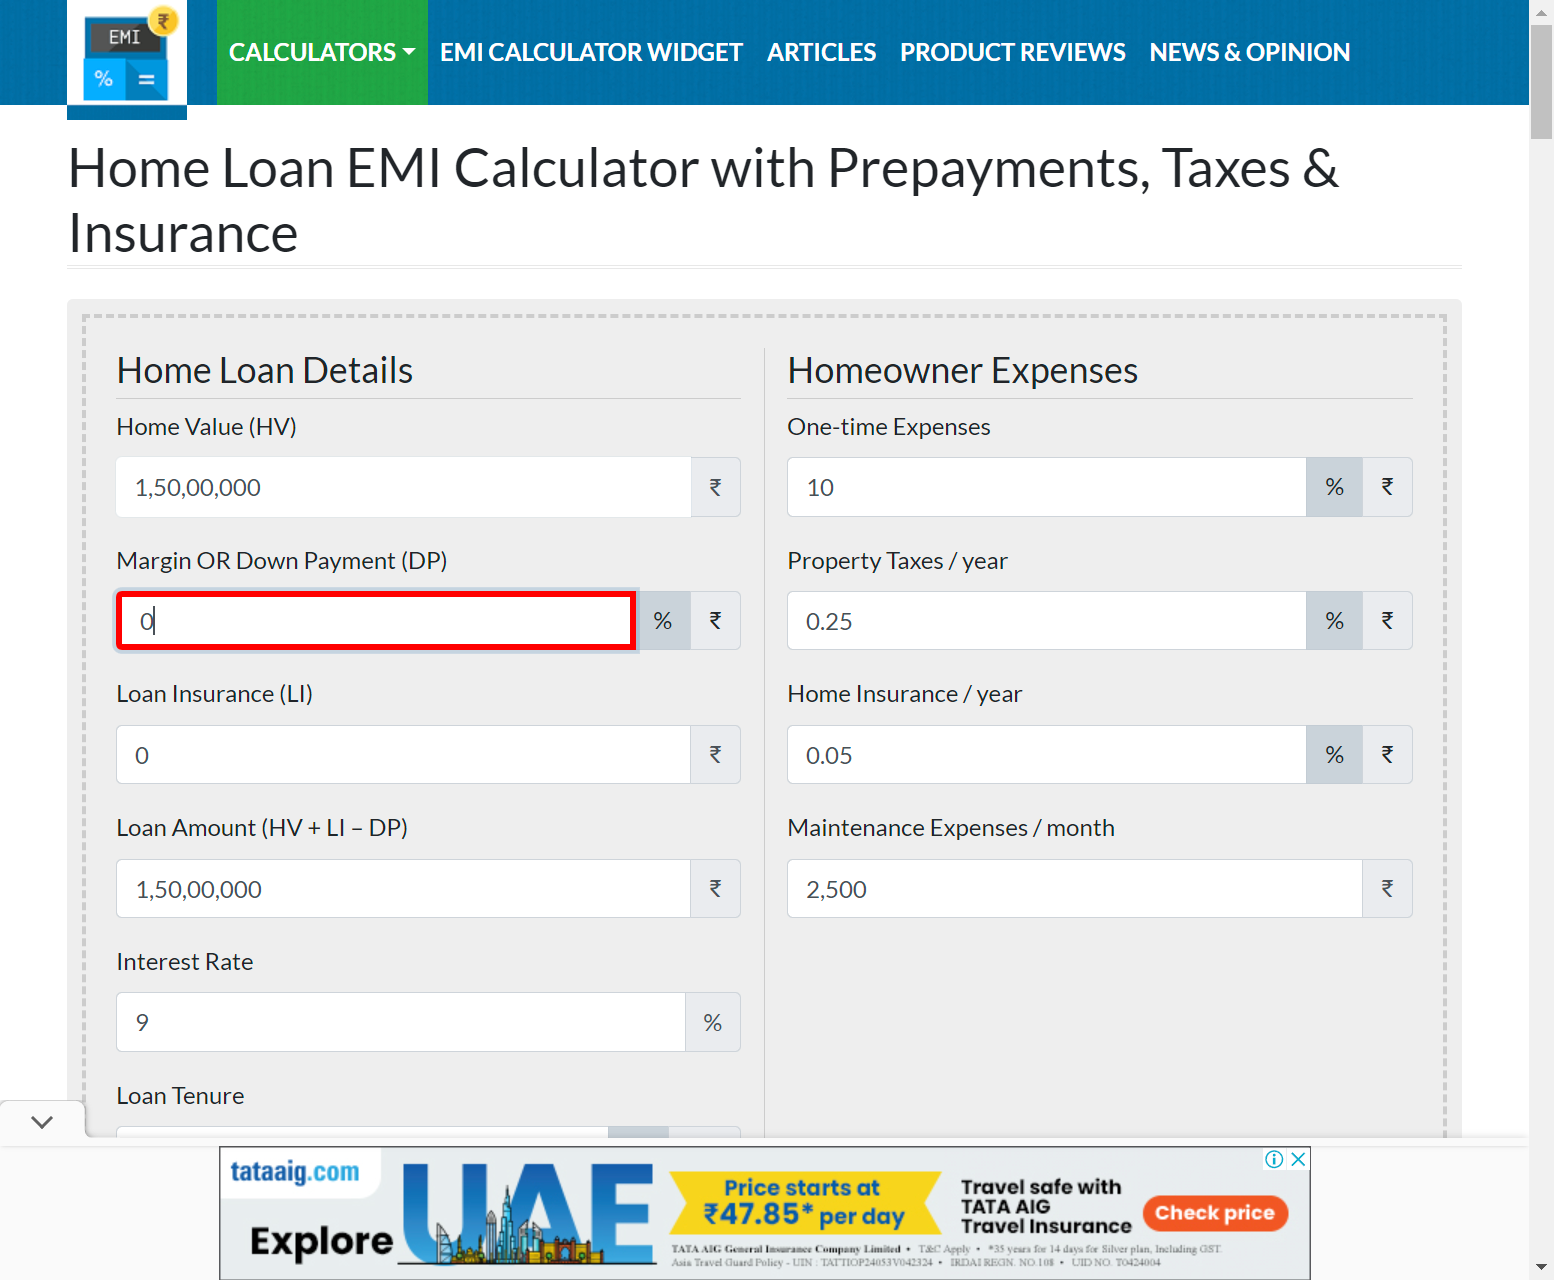 EMI
₹
%
=
CALCULATORS
EMI CALCULATOR WIDGET
ARTICLES
PRODUCT REVIEWS
NEWS & OPINION
Home Loan EMI Calculator with Prepayments, Taxes &
Insurance
Home Loan Details
Home Value (HV)
1,50,00,000
₹
Margin OR Down Payment (DP)
0
%
₹
Loan Insurance (LI)
0
₹
Loan Amount (HV + LI – DP)
1,50,00,000
₹
Interest Rate
9
%
Loan Tenure
Homeowner Expenses
One-time Expenses
10
%
₹
Property Taxes / year
0.25
%
₹
Home Insurance / year
0.05
%
₹
Maintenance Expenses / month
2,500
₹
tataaig.com
Explore
UAE
Price starts at
₹47.85* per day
Travel safe with
TATA AIG
Travel Insurance
Check price
TATA AIG General Insurance Company Limited • T&C Apply • *35 years for 14 days for Silver plan, Including GST.
Asia Travel Guard Policy - UIN : TATTIOP24053V042324 • IRDAI REGN. NO.108 • UID NO. T0424004